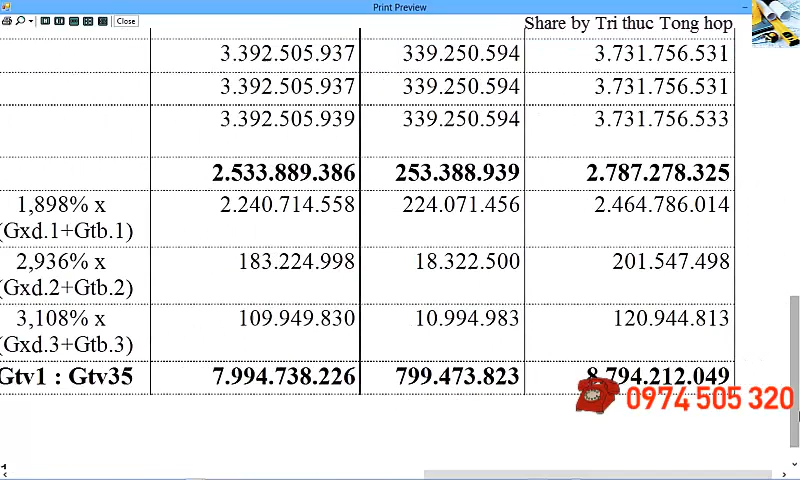 Print Preview
Close
Share by Tri thuc Tong hop
3.392.505.937 339.250.594 3.731.756.531
3.392.505.937 339.250.594 3.731.756.531
3.392.505.939 339.250.594 3.731.756.533
2.533.889.386 253.388.939 2.787.278.325
1,898% x 2.240.714.558 224.071.456 2.464.786.014
(Gxd.1+Gtb.1)
2,936% x 183.224.998 18.322.500 201.547.498
(Gxd.2+Gtb.2)
3,108% x 109.949.830 10.994.983 120.944.813
(Gxd.3+Gtb.3)
Gtv1 : Gtv35 7.994.738.226 799.473.823 8.794.212.049
0974 505 320